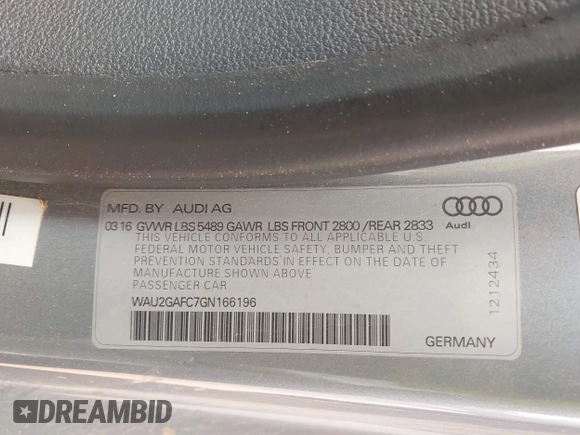 MFD. BY AUDI AG
03 16 GVWR LBS 5489 GAWR LBS FRONT 2800 /REAR 2833
THIS VEHICLE CONFORMS TO ALL APPLICABLE U.S.
FEDERAL MOTOR VEHICLE SAFETY, BUMPER AND THEFT
PREVENTION STANDARDS IN EFFECT ON THE DATE OF
MANUFACTURE SHOWN ABOVE
PASSENGER CAR
WAU2GAFC7GN166196
Audi
1212434
GERMANY
DREAMBID